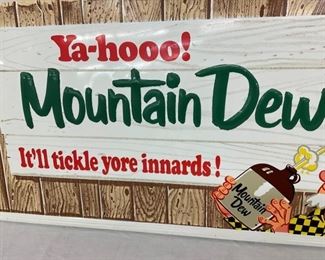 Ya-hooo!
Mountain Dew
It'll tickle yore innards!
Mountain
Dew